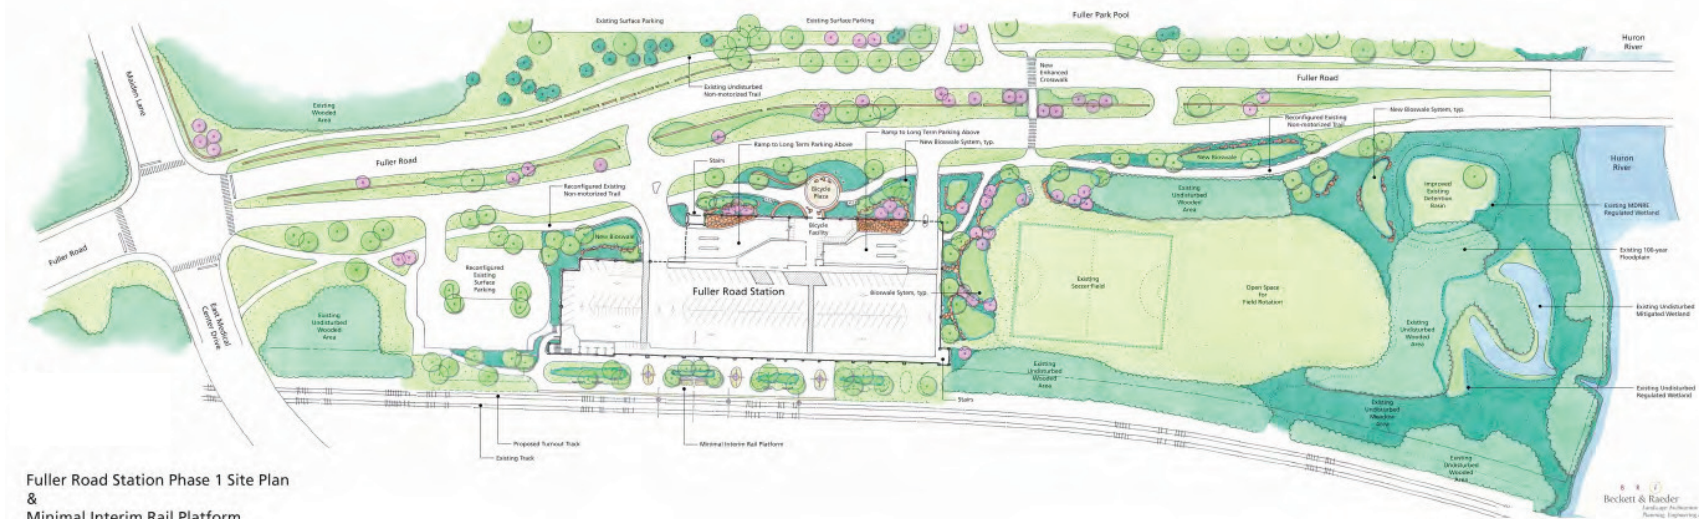 Existing Surface Parking
Existing Surface Parking
Fuller Park Pool
Huron
River
Maiden Lane
New
Enhanced
Crosswalk
Fuller Road
Existing
Wooded
Area
Existing Undisturbed
Non-motorized Trail
New Bioswale System, typ.
Reconfigured Existing
Non-motorized Trail
Ramp to Long Term Parking Above
Ramp to Long Term Parking Above
New Bioswale System, typ.
Stairs
Fuller Road
New Bioswale
Huron
River
Reconfigured Existing
Non-motorized Trail
Bicycle
Plaza
Existing
Undisturbed
Wooded
Area
Improved
Existing
Detention
Basin
Existing MDNRE
Regulated Wetland
Bicycle
Facility
New Bioswale
Fuller Road
Existing 100-year
Floodplain
Reconfigured
Existing
Surface
Parking
Fuller Road Station
Bioswale Sytem, typ.
Existing
Soccer Field
Open Space
for
Field Rotation
East Medical
Center Drive
Existing
Undisturbed
Wooded
Area
Existing
Undisturbed
Wooded
Area
Existing Undisturbed
Mitigated Wetland
Existing
Undisturbed
Wooded
Area
Existing Undisturbed
Regulated Wetland
Stairs
Existing
Undisturbed
Meadow
Area
Proposed Turnout Track
Minimal Interim Rail Platform
Existing Track
Existing
Undisturbed
Wooded
Area
Fuller Road Station Phase 1 Site Plan
&
Minimal Interim Rail Platform
Beckett & Raeder
Landscape Architecture
Planning, Engineering